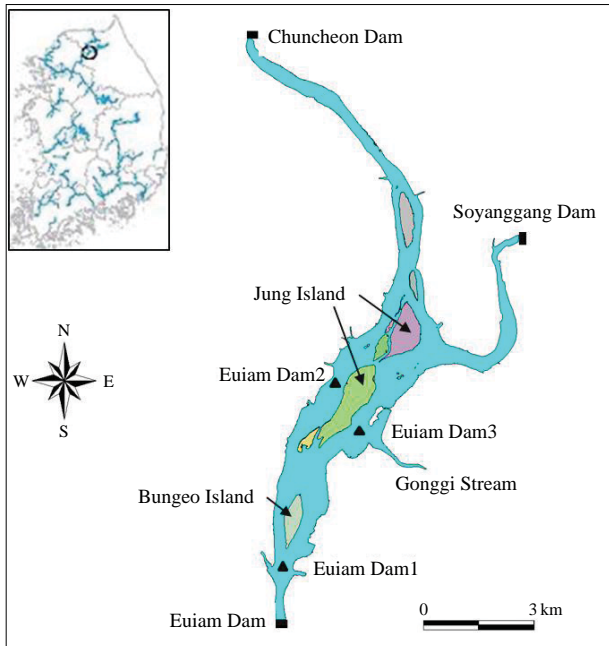 Chuncheon Dam
Soyanggang Dam
Jung Island
N
W E
S
Euiam Dam2
Euiam Dam3
Gonggi Stream
Bungeo Island
Euiam Dam1
Euiam Dam
0 3 km